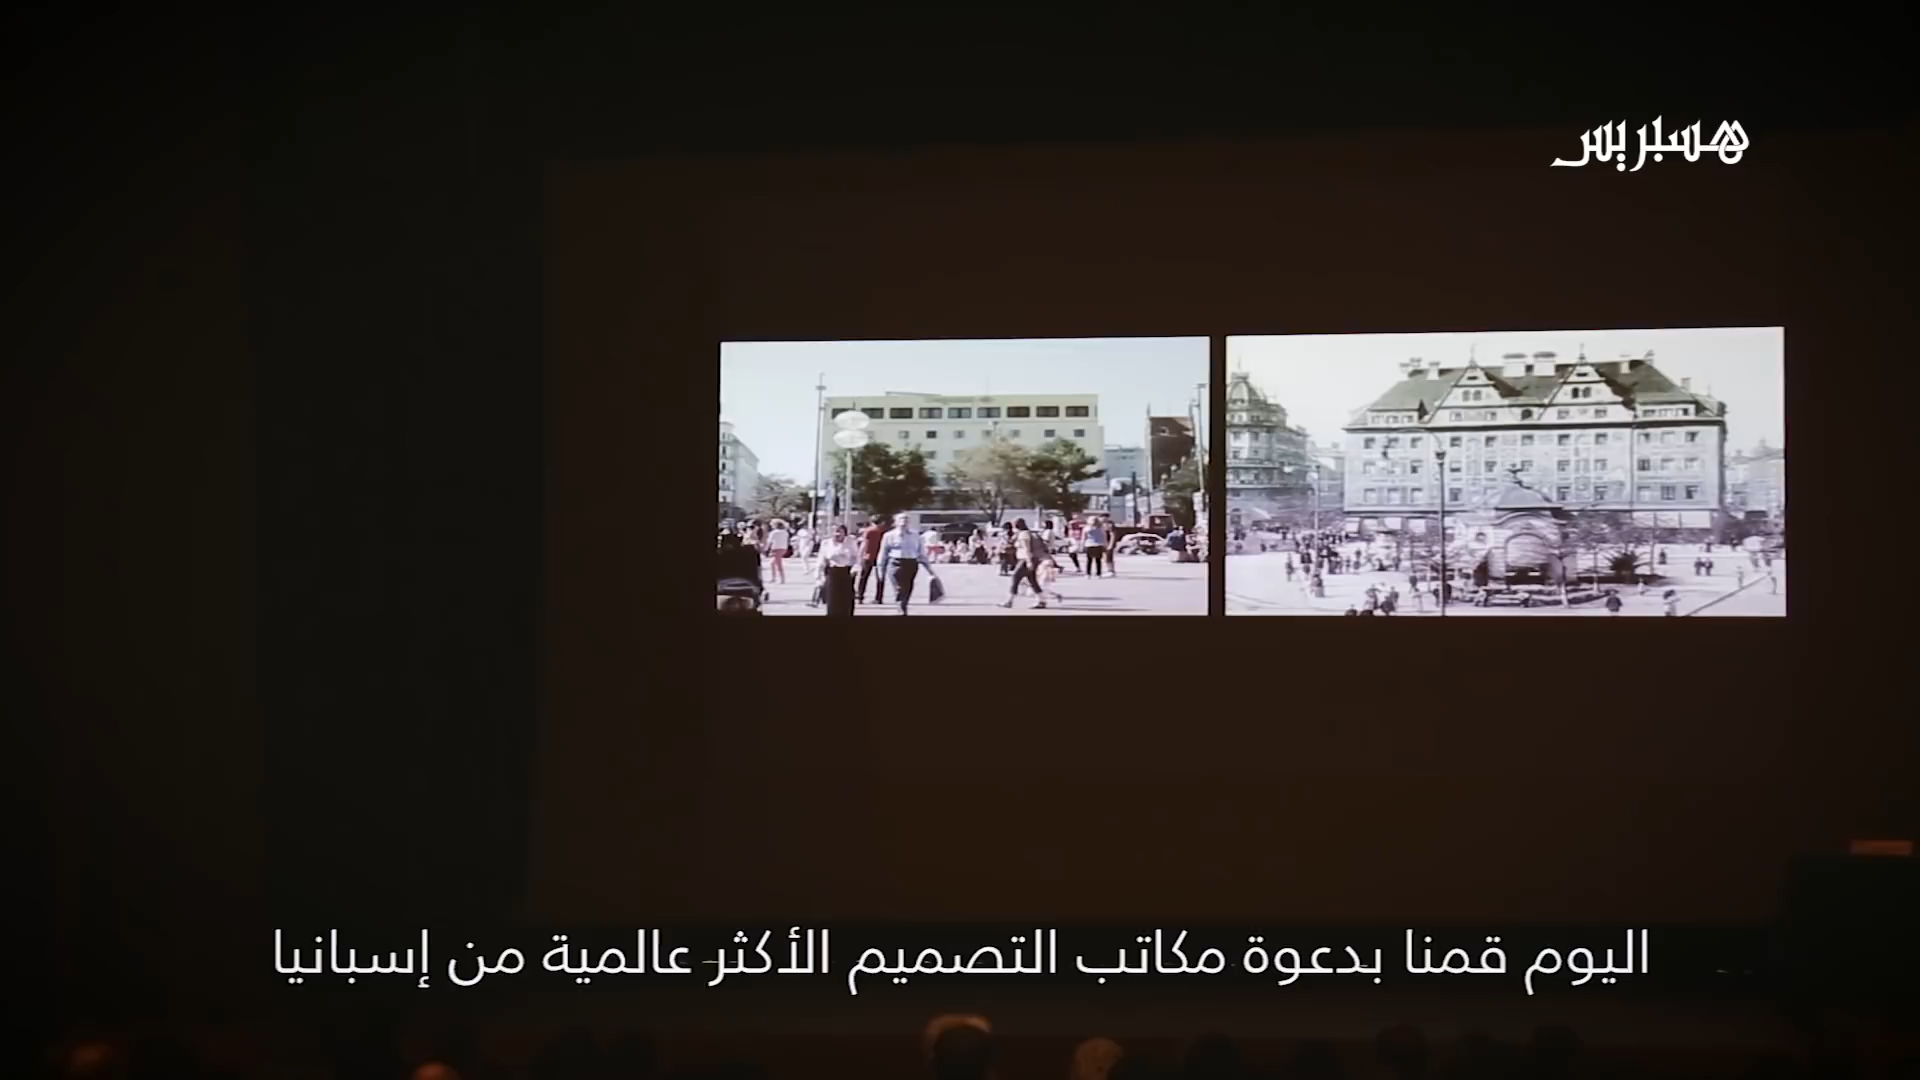 هسبريس
اليوم قمنا بدعوة مكاتب التصميم الأكثر عالمية من إسبانيا